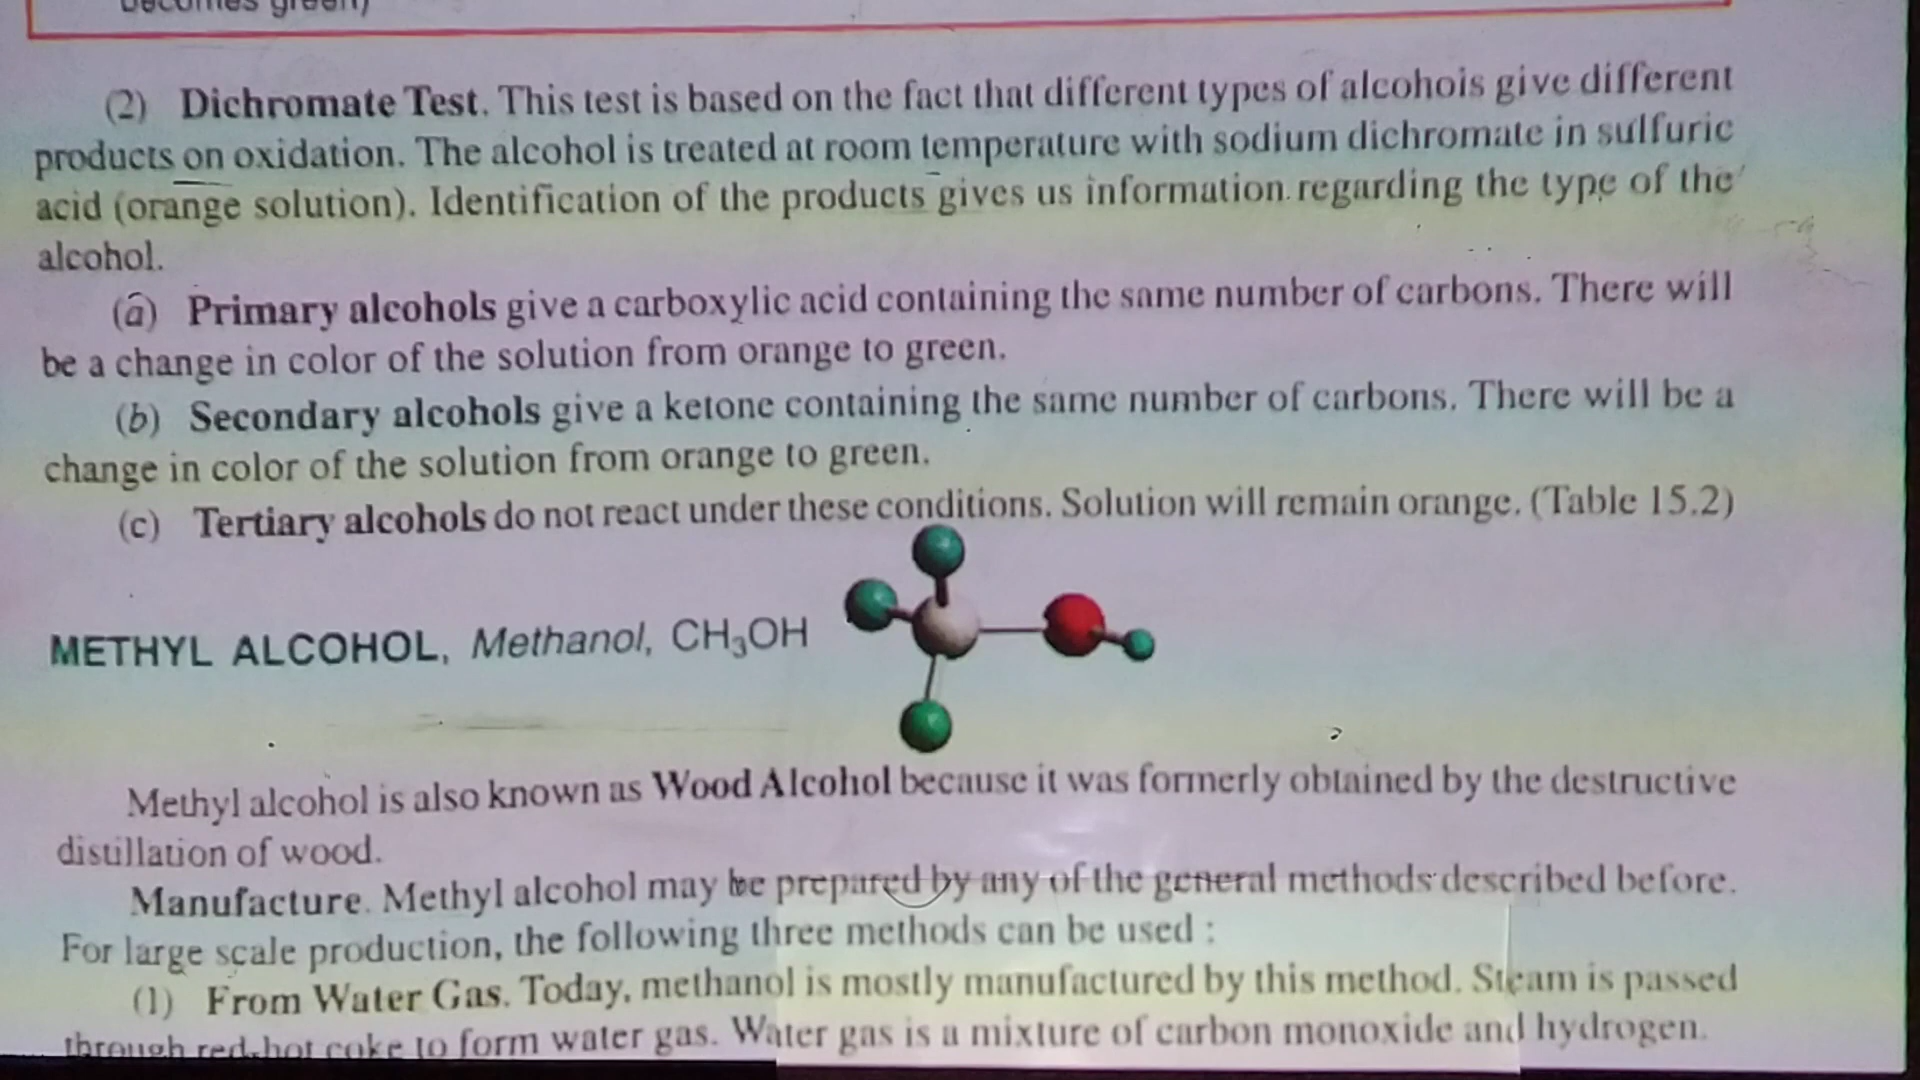 becomes green)
(2) Dichromate Test. This test is based on the fact that different types of alcohols give different
products on oxidation. The alcohol is treated at room temperature with sodium dichromate in sulfuric
acid (orange solution). Identification of the products gives us information regarding the type of the
alcohol.
(a) Primary alcohols give a carboxylic acid containing the same number of carbons. There will
be a change in color of the solution from orange to green.
(b) Secondary alcohols give a ketone containing the same number of carbons. There will be a
change in color of the solution from orange to green.
(c) Tertiary alcohols do not react under these conditions. Solution will remain orange. (Table 15.2)
METHYL ALCOHOL, Methanol, CH₃OH
Methyl alcohol is also known as Wood Alcohol because it was formerly obtained by the destructive
distillation of wood.
Manufacture. Methyl alcohol may be prepared by any of the general methods described before.
For large scale production, the following three methods can be used :
(1) From Water Gas. Today, methanol is mostly manufactured by this method. Steam is passed
through red-hot coke to form water gas. Water gas is a mixture of carbon monoxide and hydrogen.